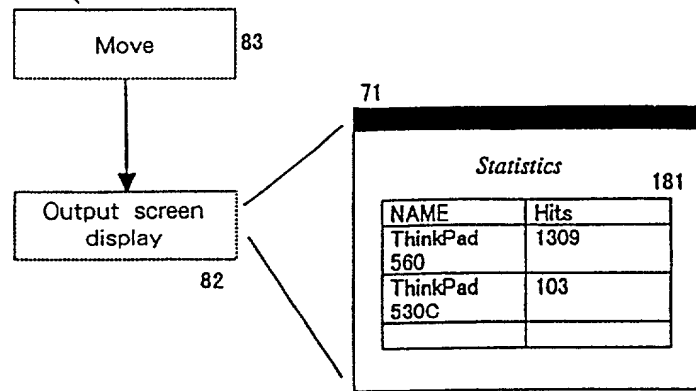 Move
83
71
Statistics
181
NAME Hits
ThinkPad 1309
560
ThinkPad 103
530C
Output screen
display
82